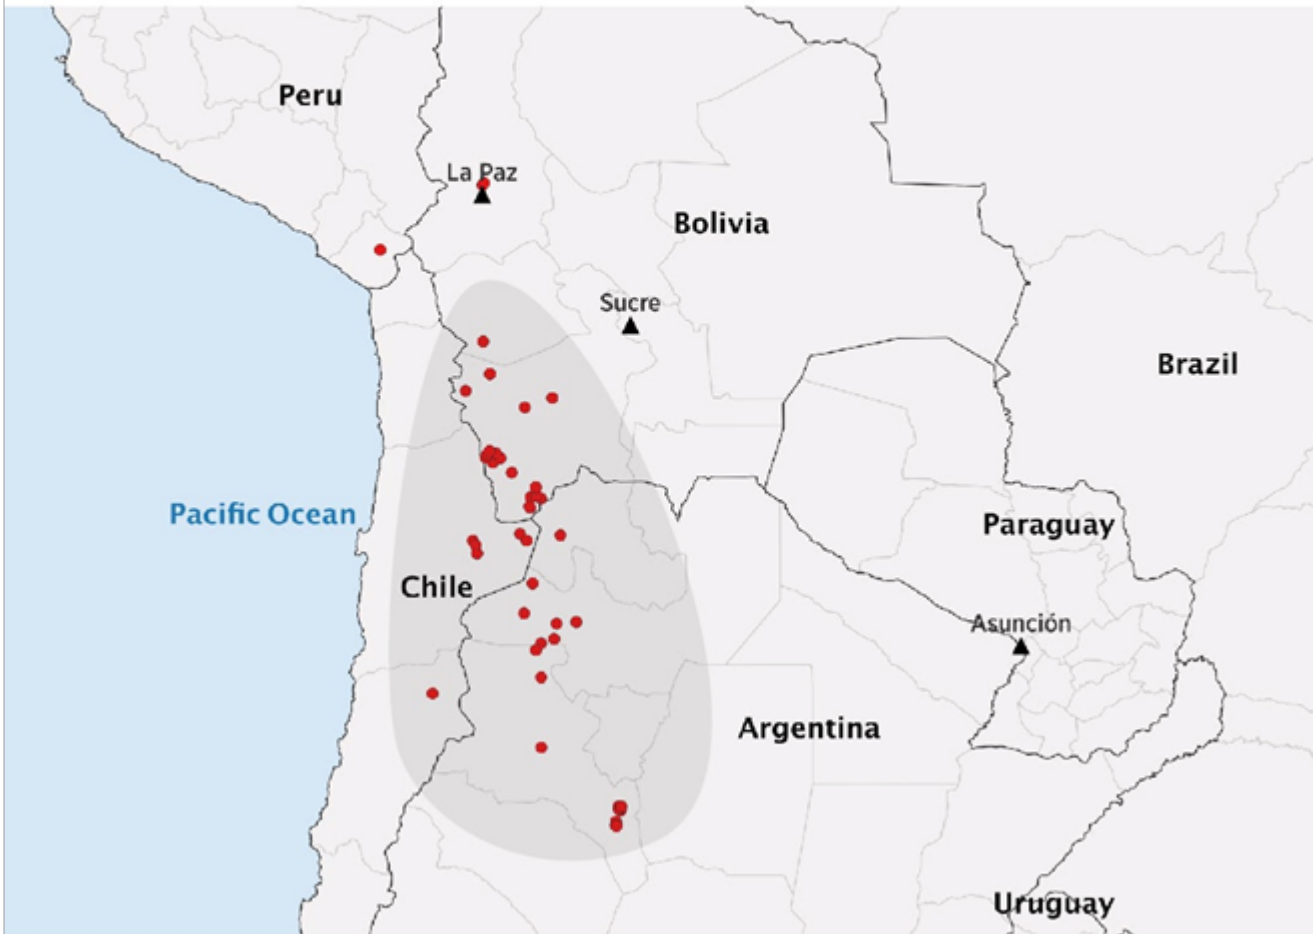 Peru
La Paz
Bolivia
Sucre
Brazil
Pacific Ocean
Paraguay
Chile
Asunción
Argentina
Uruguay